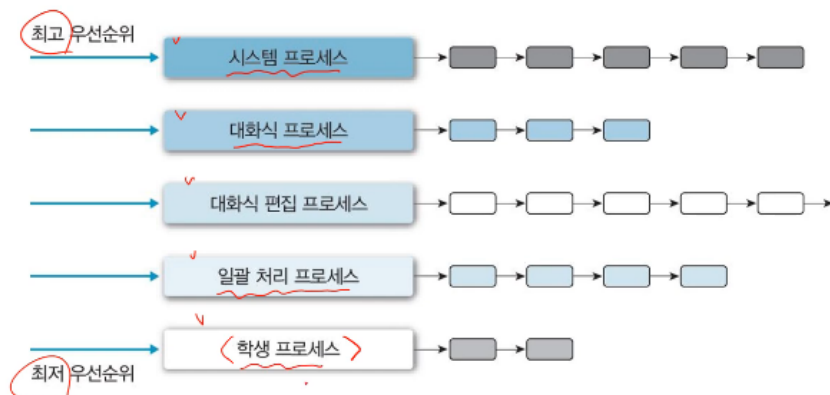 최고 우선순위
시스템 프로세스
대화식 프로세스
대화식 편집 프로세스
일괄 처리 프로세스
학생 프로세스
최저 우선순위